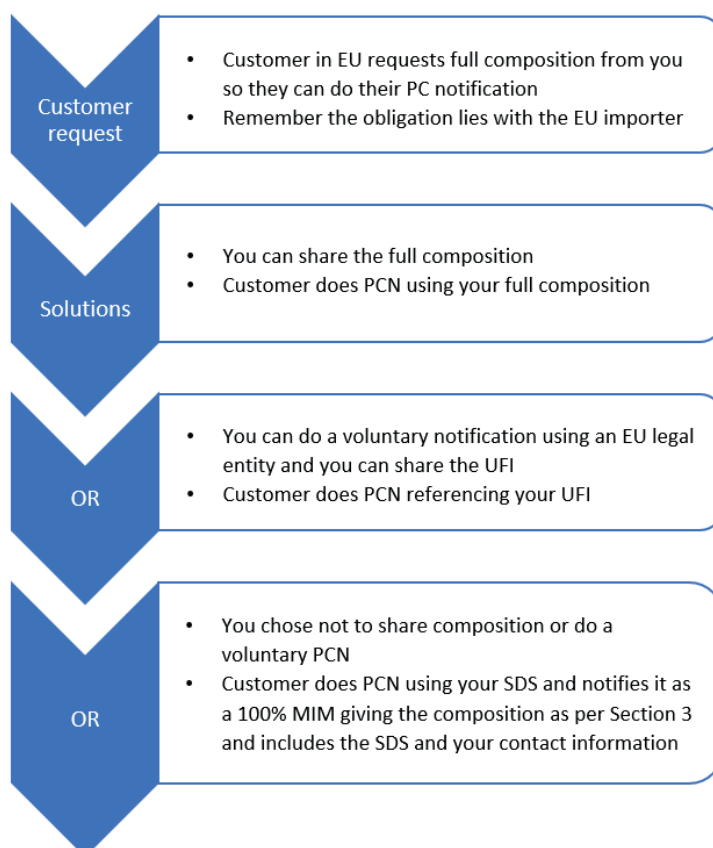 Customer
request
• Customer in EU requests full composition from you
so they can do their PC notification
• Remember the obligation lies with the EU importer
Solutions
• You can share the full composition
• Customer does PCN using your full composition
OR
• You can do a voluntary notification using an EU legal
entity and you can share the UFI
• Customer does PCN referencing your UFI
OR
• You chose not to share composition or do a
voluntary PCN
• Customer does PCN using your SDS and notifies it as
a 100% MIM giving the composition as per Section 3
and includes the SDS and your contact information